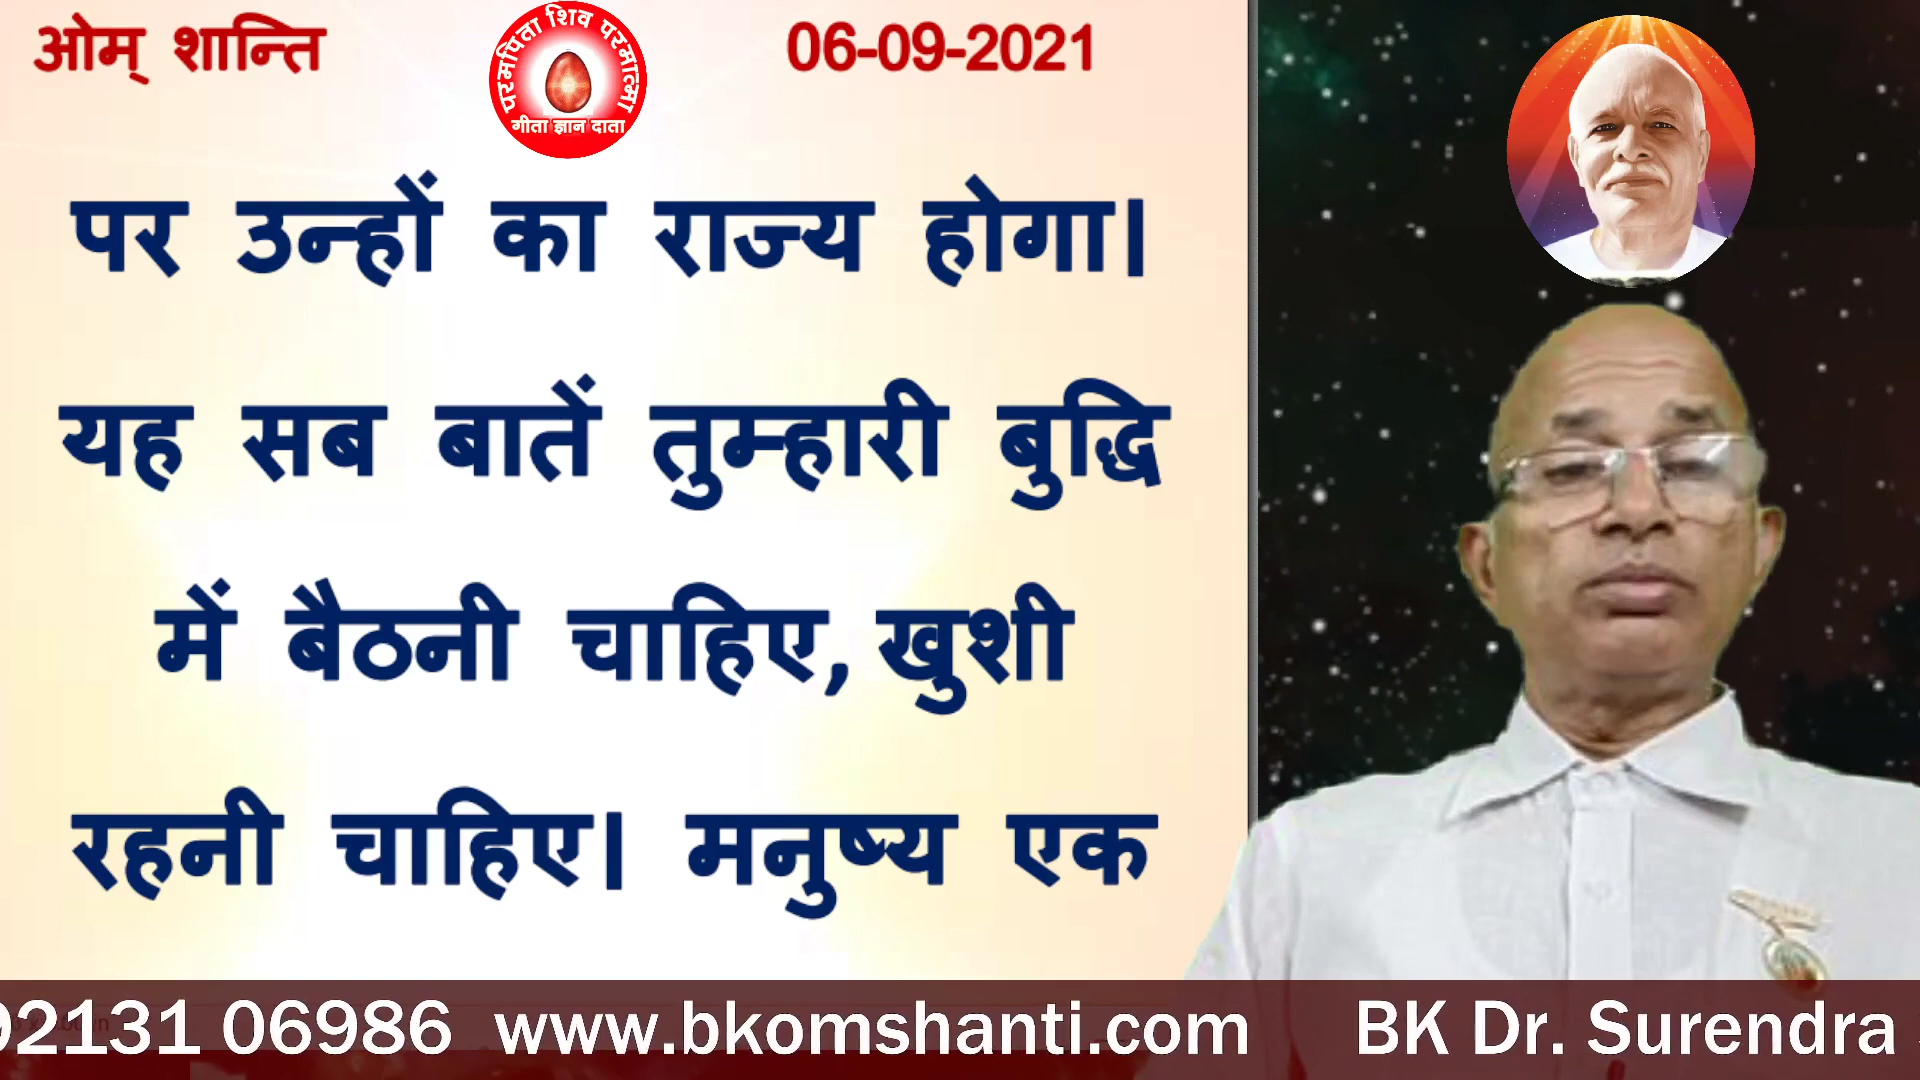 ओम् शान्ति
परमपिता शिव परमात्मा
गीता ज्ञान दाता
06-09-2021
पर उन्हों का राज्य होगा।
यह सब बातें तुम्हारी बुद्धि
में बैठनी चाहिए, खुशी
रहनी चाहिए। मनुष्य एक
92131 06986 www.bkomshanti.com BK Dr. Surendra